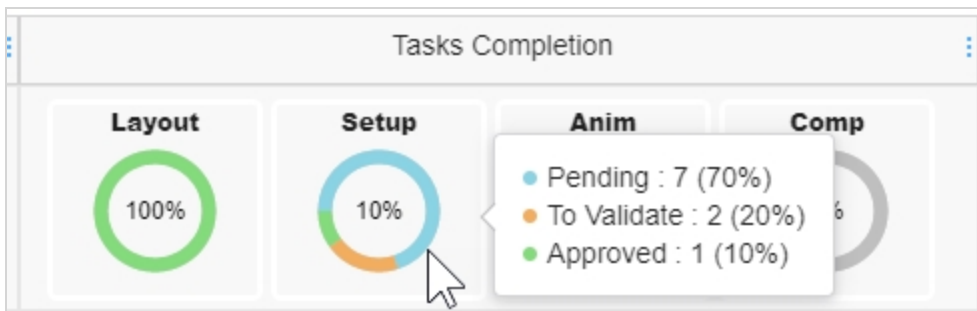 Tasks Completion
Layout Setup Anim Comp
100% 10%
Pending : 7 (70%)
To Validate : 2 (20%)
Approved : 1 (10%)